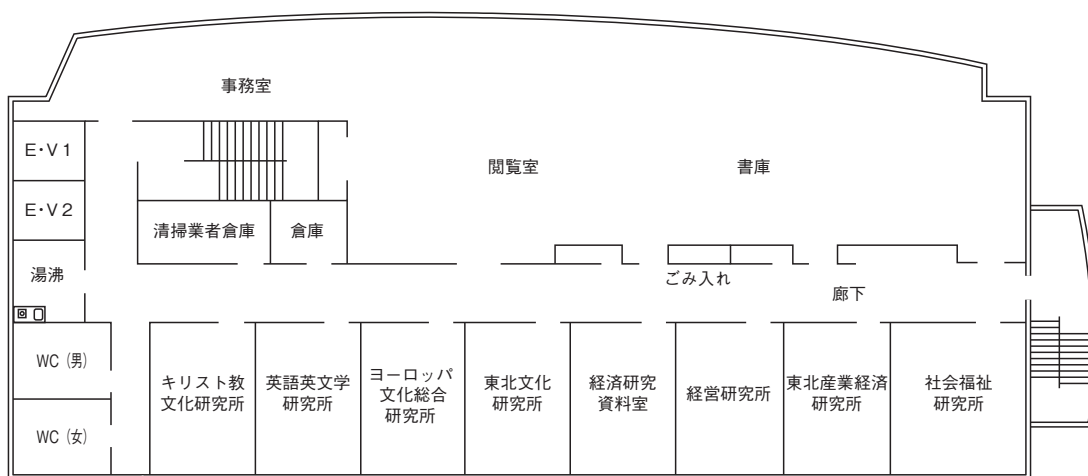 事務室
E・V1
閲覧室
書庫
E・V2
清掃業者倉庫
倉庫
湯沸
ごみ入れ
廊下
WC（男）
キリスト教
文化研究所
英語英文学
研究所
ヨーロッパ
文化総合
研究所
東北文化
研究所
経済研究
資料室
経営研究所
東北産業経済
研究所
社会福祉
研究所
WC（女）